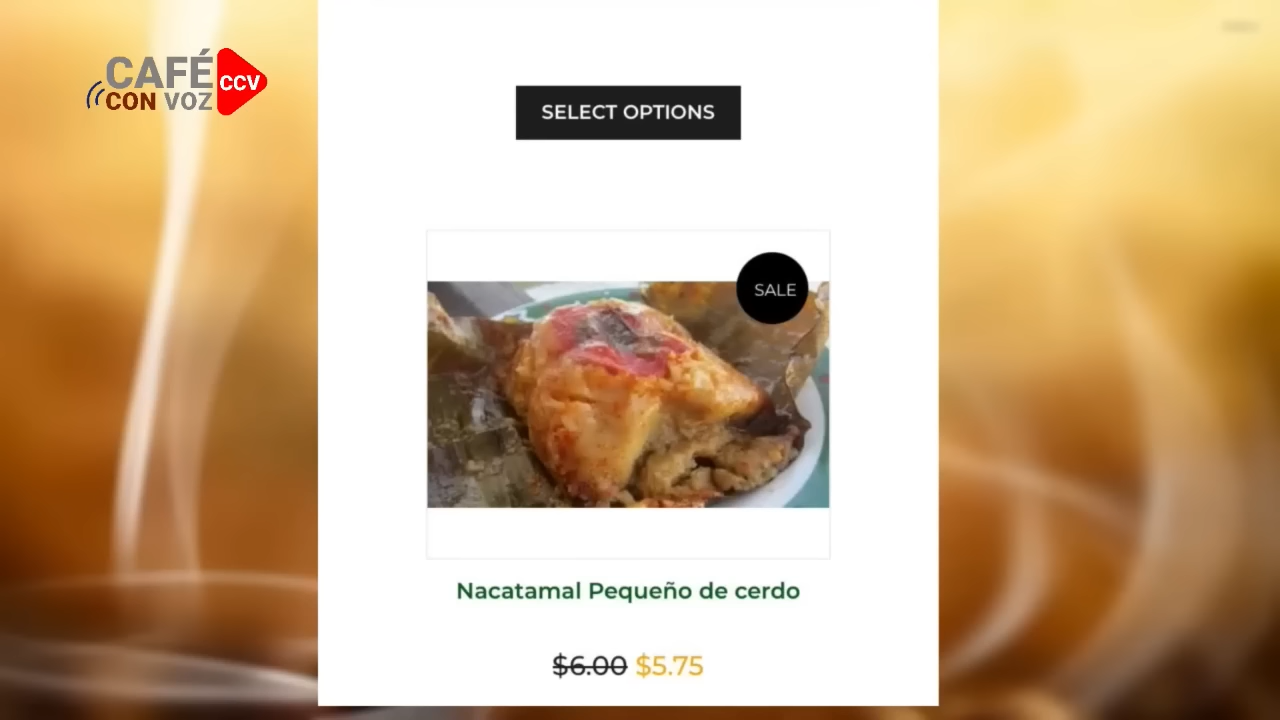 CAFÉ
CON VOZ
CCV
SELECT OPTIONS
SALE
Nacatamal Pequeño de cerdo
$6.00 $5.75